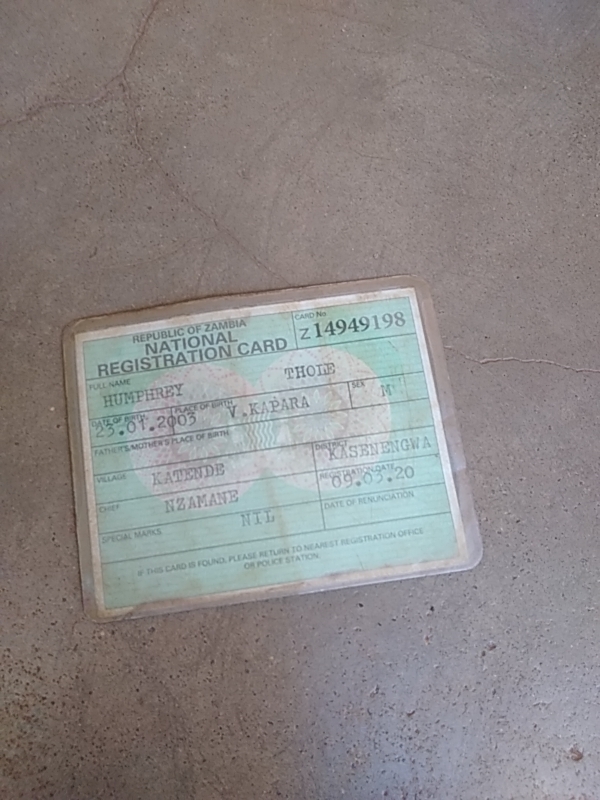 REPUBLIC OF ZAMBIA
NATIONAL
REGISTRATION CARD
CARD No
Z 14949198
FULL NAME
HUMPHREY THOLE
DATE OF BIRTH PLACE OF BIRTH SEX
23.01.2003 V.KAPARA M
FATHER'S/MOTHER'S PLACE OF BIRTH
VILLAGE KATENDE DISTRICT KASENENGWA
CHIEF NZAMANE REGISTRATION DATE 09.03.20
SPECIAL MARKS NIL DATE OF RENUNCIATION
IF THIS CARD IS FOUND, PLEASE RETURN TO NEAREST REGISTRATION OFFICE
OR POLICE STATION.